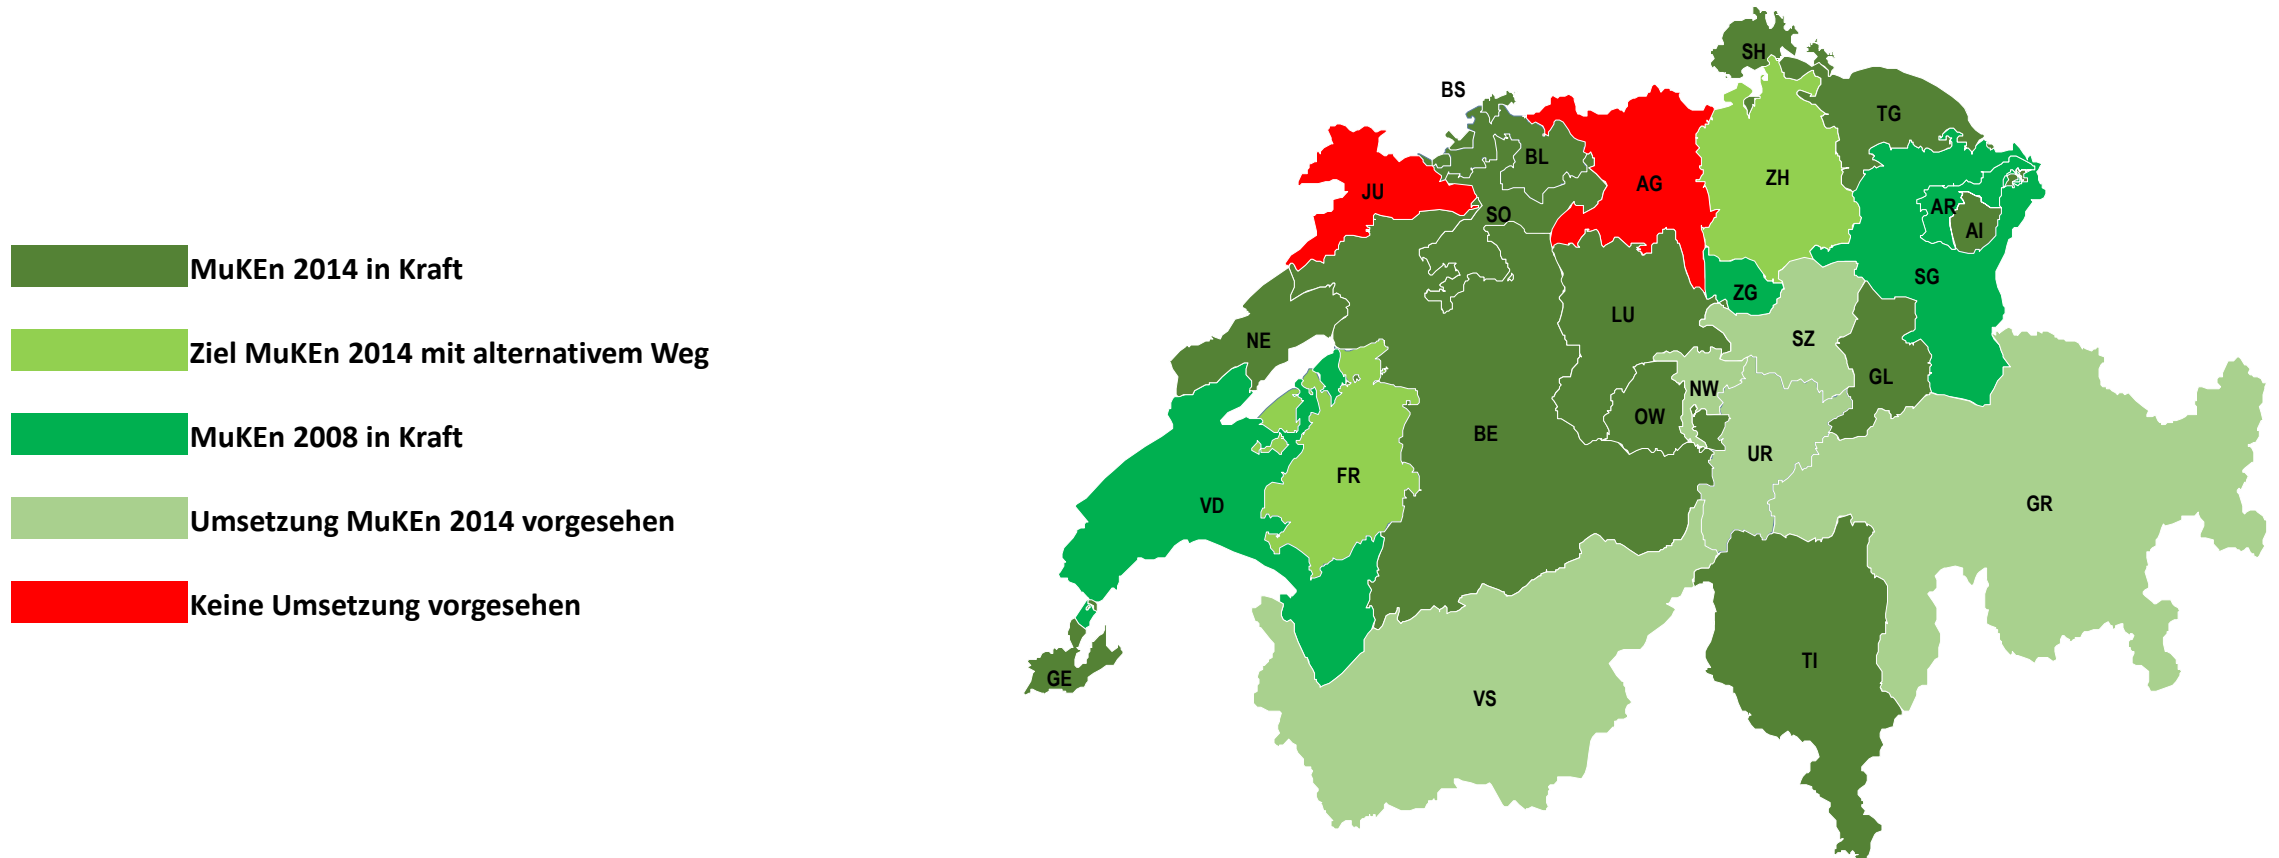 MuKEn 2014 in Kraft
Ziel MuKEn 2014 mit alternativem Weg
MuKEn 2008 in Kraft
Umsetzung MuKEn 2014 vorgesehen
Keine Umsetzung vorgesehen
SH
BS
TG
BL
ZH
AG
JU
AR
SO
AI
SG
ZG
LU
NE
SZ
GL
NW
OW
BE
UR
FR
VD
GR
TI
GE
VS